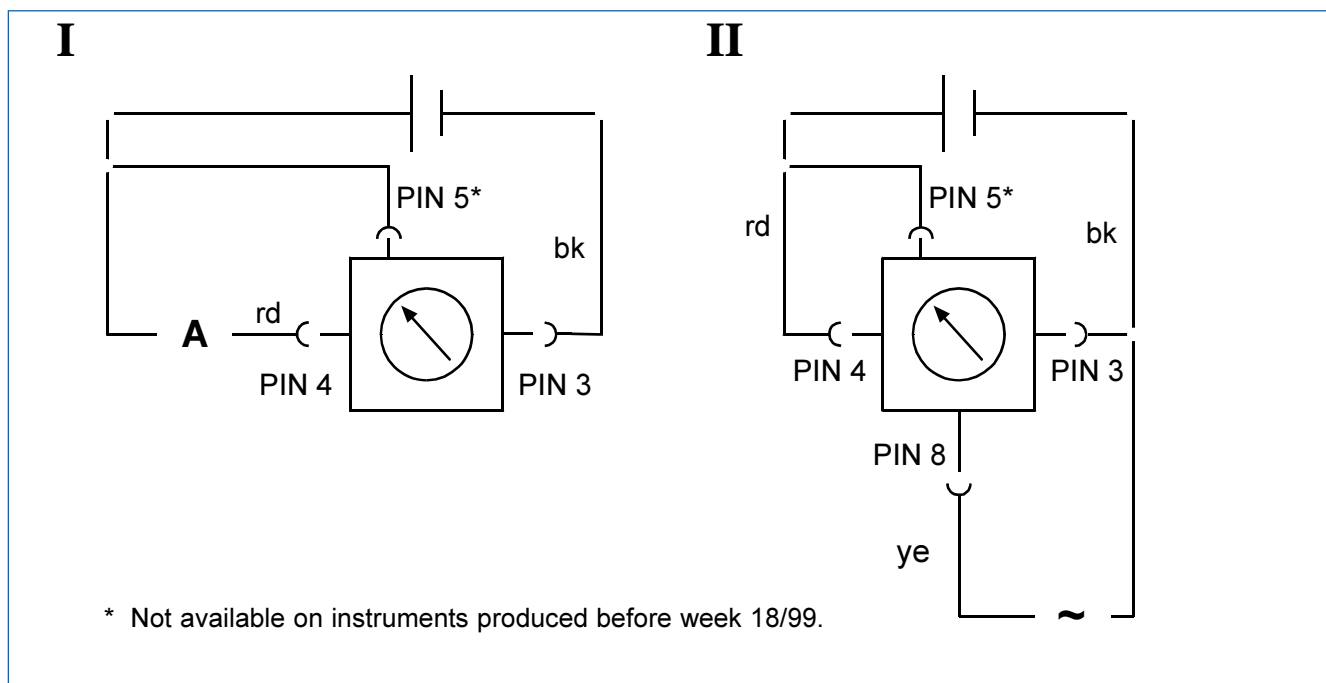 I
PIN 5*
bk
rd
A
PIN 4
PIN 3
II
PIN 5*
rd
bk
PIN 4
PIN 3
PIN 8
ye
~
* Not available on instruments produced before week 18/99.